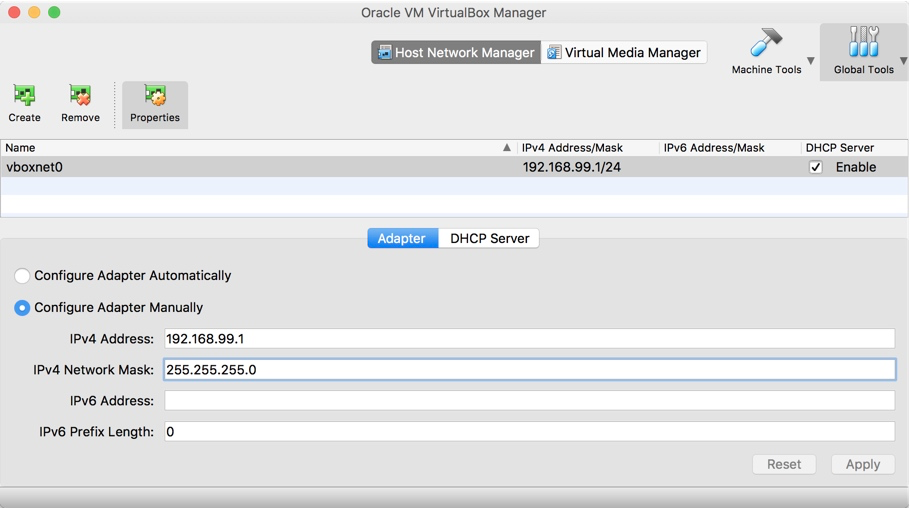 Oracle VM VirtualBox Manager
Host Network Manager Virtual Media Manager
Machine Tools Global Tools
Create Remove Properties
Name IPv4 Address/Mask IPv6 Address/Mask DHCP Server
vboxnet0 192.168.99.1/24 Enable
Adapter DHCP Server
Configure Adapter Automatically
Configure Adapter Manually
IPv4 Address: 192.168.99.1
IPv4 Network Mask: 255.255.255.0
IPv6 Address:
IPv6 Prefix Length: 0
Reset Apply